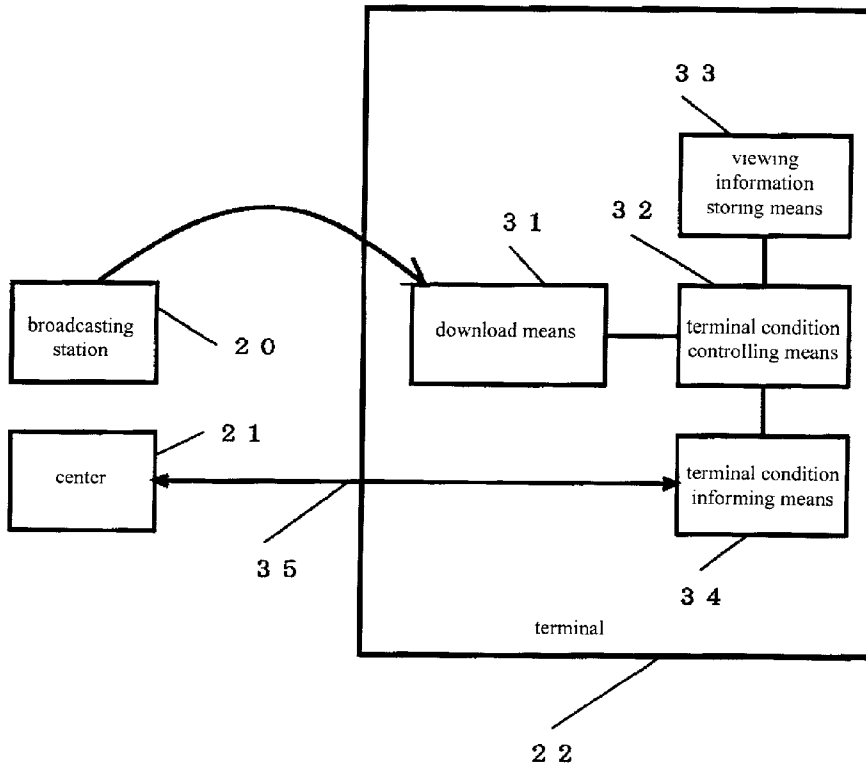 3 3
viewing
information
storing means
3 2
3 1
broadcasting
station
2 0
download means
terminal condition
controlling means
2 1
center
terminal condition
informing means
3 5
3 4
terminal
2 2